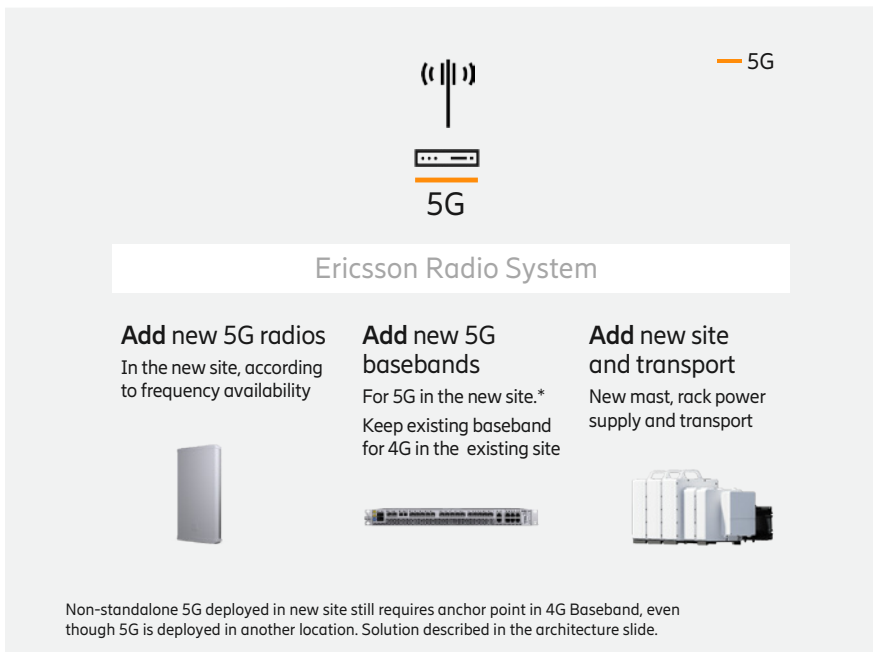 5G
5G
Ericsson Radio System
Add new 5G radios
In the new site, according
to frequency availability
Add new 5G
basebands
For 5G in the new site.*
Keep existing baseband
for 4G in the  existing site
Add new site
and transport
New mast, rack power
supply and transport
Non-standalone 5G deployed in new site still requires anchor point in 4G Baseband, even
though 5G is deployed in another location. Solution described in the architecture slide.